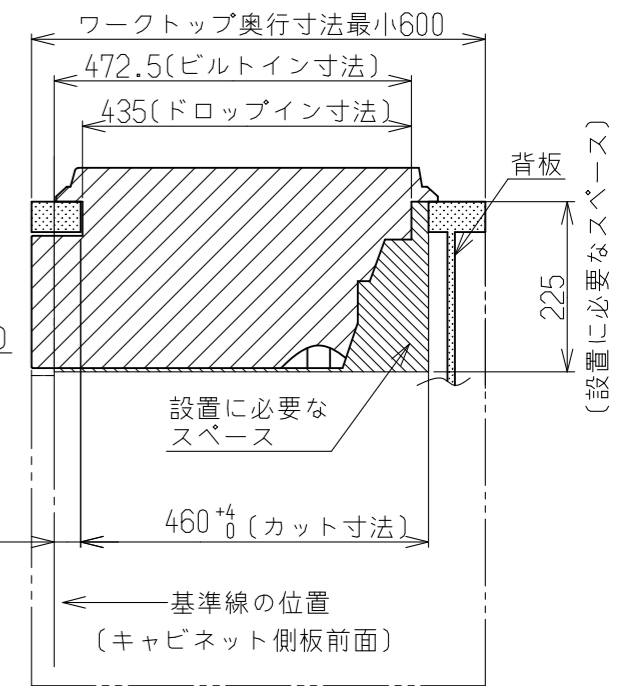 ワークトップ奥行寸法最小600
472.5(ビルトイン寸法)
435(ドロップイン寸法)
背板
225
(設置に必要なスペース)
設置に必要な
スペース
460 +4 0 (カット寸法)
基準線の位置
(キャビネット側板前面)